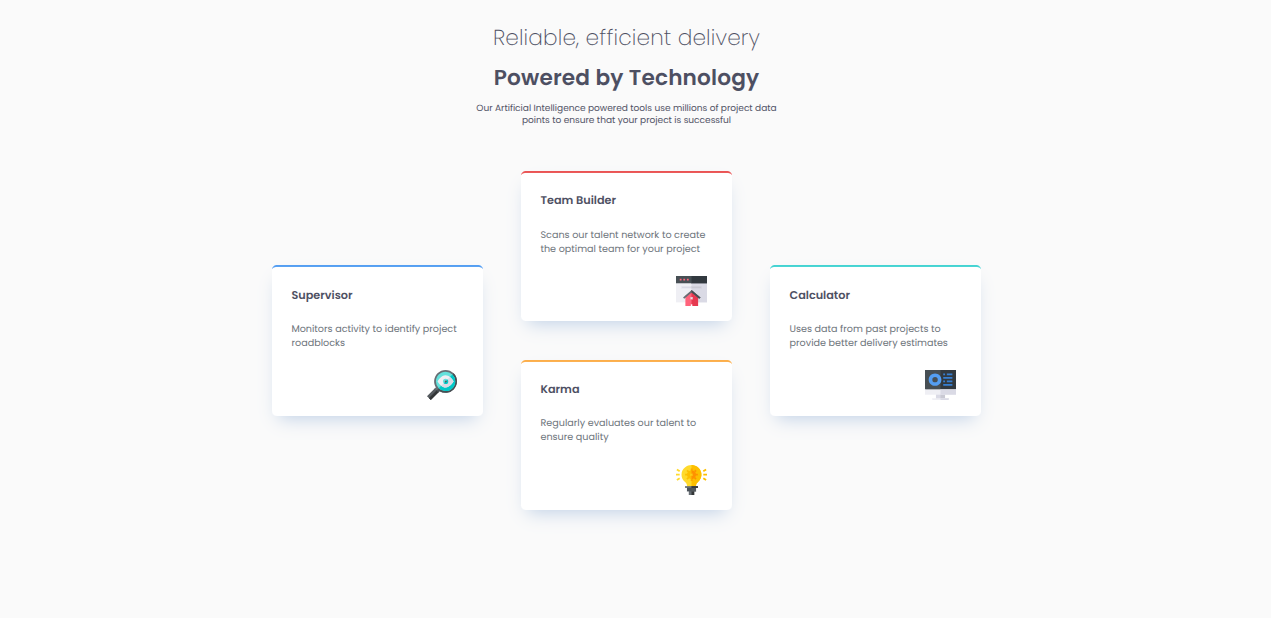 Reliable, efficient delivery
Powered by Technology
Our Artificial Intelligence powered tools use millions of project data
points to ensure that your project is successful
Team Builder
Scans our talent network to create
the optimal team for your project
Supervisor
Monitors activity to identify project
roadblocks
Calculator
Uses data from past projects to
provide better delivery estimates
Karma
Regularly evaluates our talent to
ensure quality